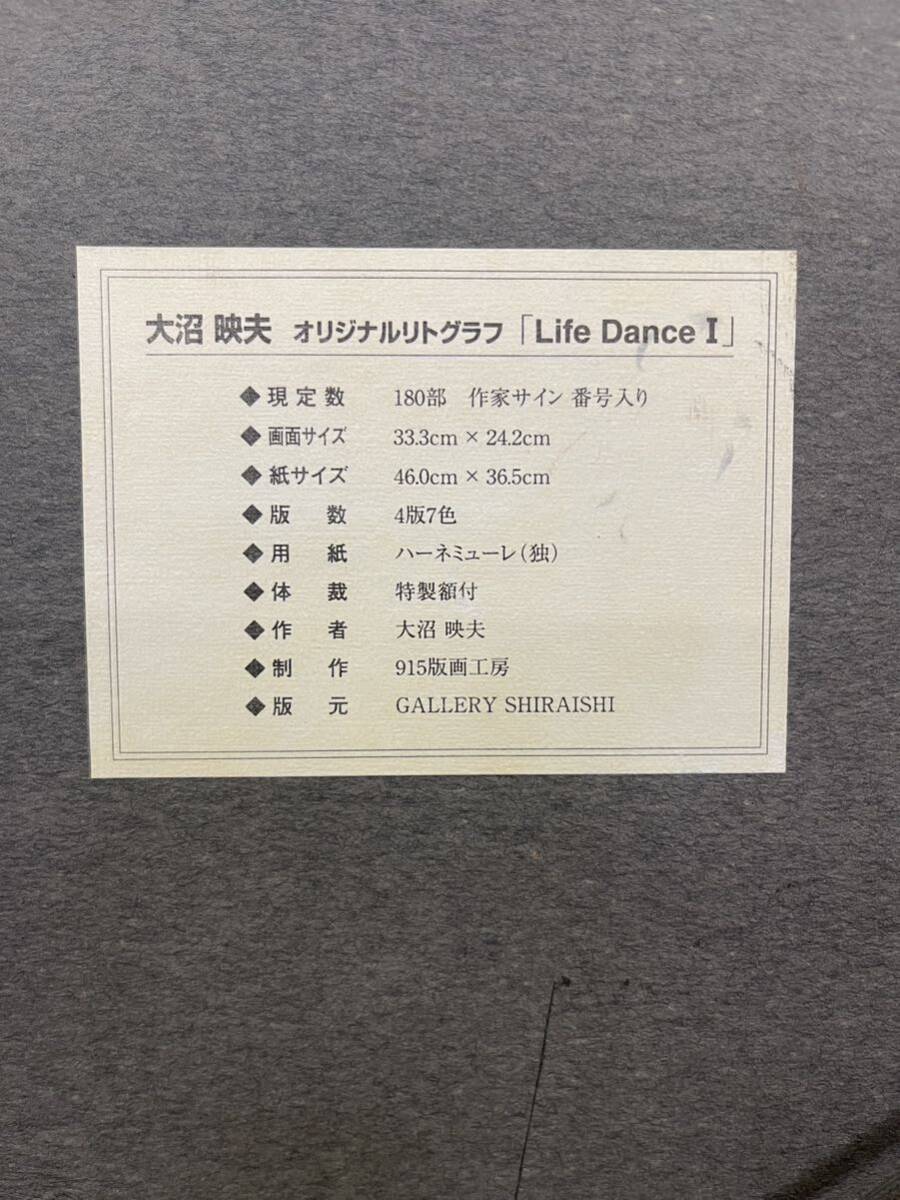 大沼 映夫 オリジナルリトグラフ「Life Dance I」
◆現定数 180部 作家サイン 番号入り
◆画面サイズ 33.3cm × 24.2cm
◆紙サイズ 46.0cm × 36.5cm
◆版数 4版7色
◆用紙 ハーネミューレ（独）
◆体裁 特製額付
◆作者 大沼 映夫
◆制作 915版画工房
◆版元 GALLERY SHIRAISHI